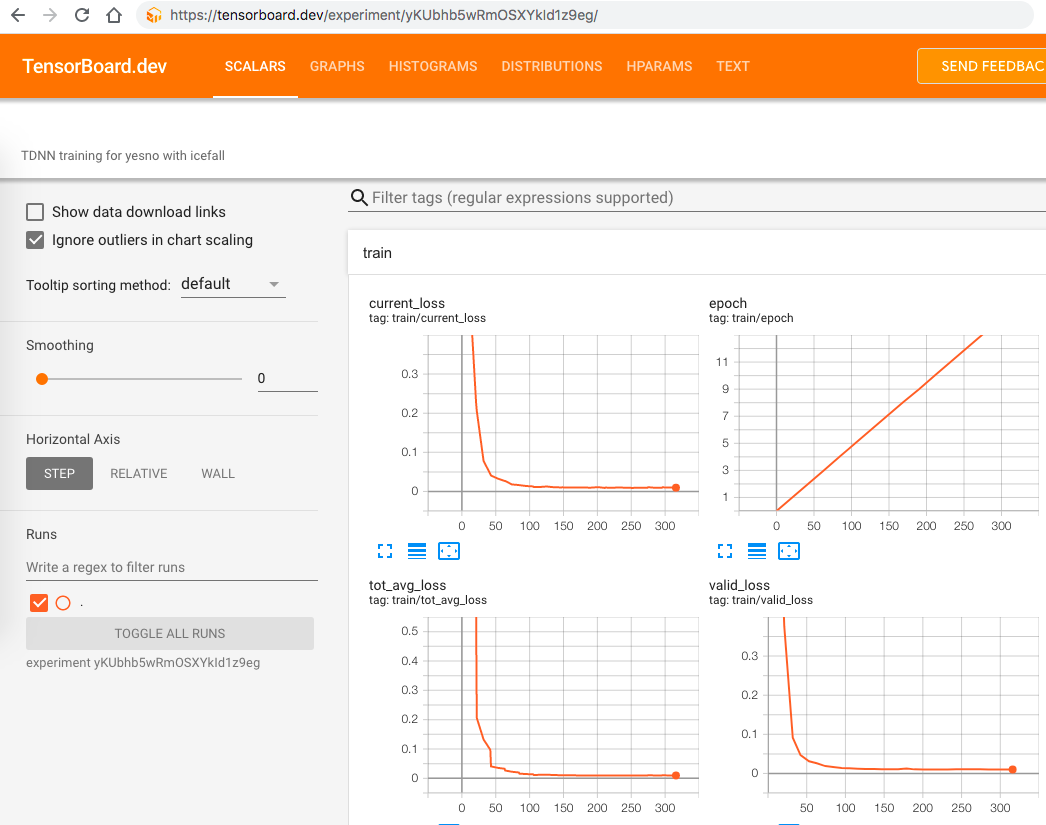 https://tensorboard.dev/experiment/yKUbhb5wRmOSXYkId1z9eg/
TensorBoard.dev
SCALARS
GRAPHS
HISTOGRAMS
DISTRIBUTIONS
HPARAMS
TEXT
SEND FEEDBAC
TDNN training for yesno with icefall
Show data download links
Ignore outliers in chart scaling
Tooltip sorting method: default
Smoothing
0
Horizontal Axis
STEP RELATIVE WALL
Runs
Write a regex to filter runs
.
TOGGLE ALL RUNS
experiment yKUbhb5wRmOSXYkId1z9eg
Filter tags (regular expressions supported)
train
current_loss
tag: train/current_loss
0.3
0.2
0.1
0
0 50 100 150 200 250 300
epoch
tag: train/epoch
11
9
7
5
3
1
0 50 100 150 200 250 300
tot_avg_loss
tag: train/tot_avg_loss
0.5
0.4
0.3
0.2
0.1
0
0 50 100 150 200 250 300
valid_loss
tag: train/valid_loss
0.3
0.2
0.1
0
50 100 150 200 250 300